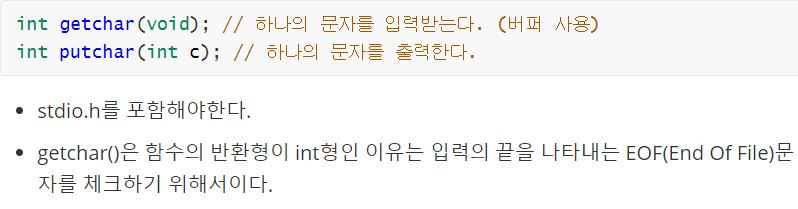 int getchar(void); // 하나의 문자를 입력받는다. (버퍼 사용)
int putchar(int c); // 하나의 문자를 출력한다.
• stdio.h를 포함해야한다.
• getchar()은 함수의 반환형이 int형인 이유는 입력의 끝을 나타내는 EOF(End Of File)문
자를 체크하기 위해서이다.